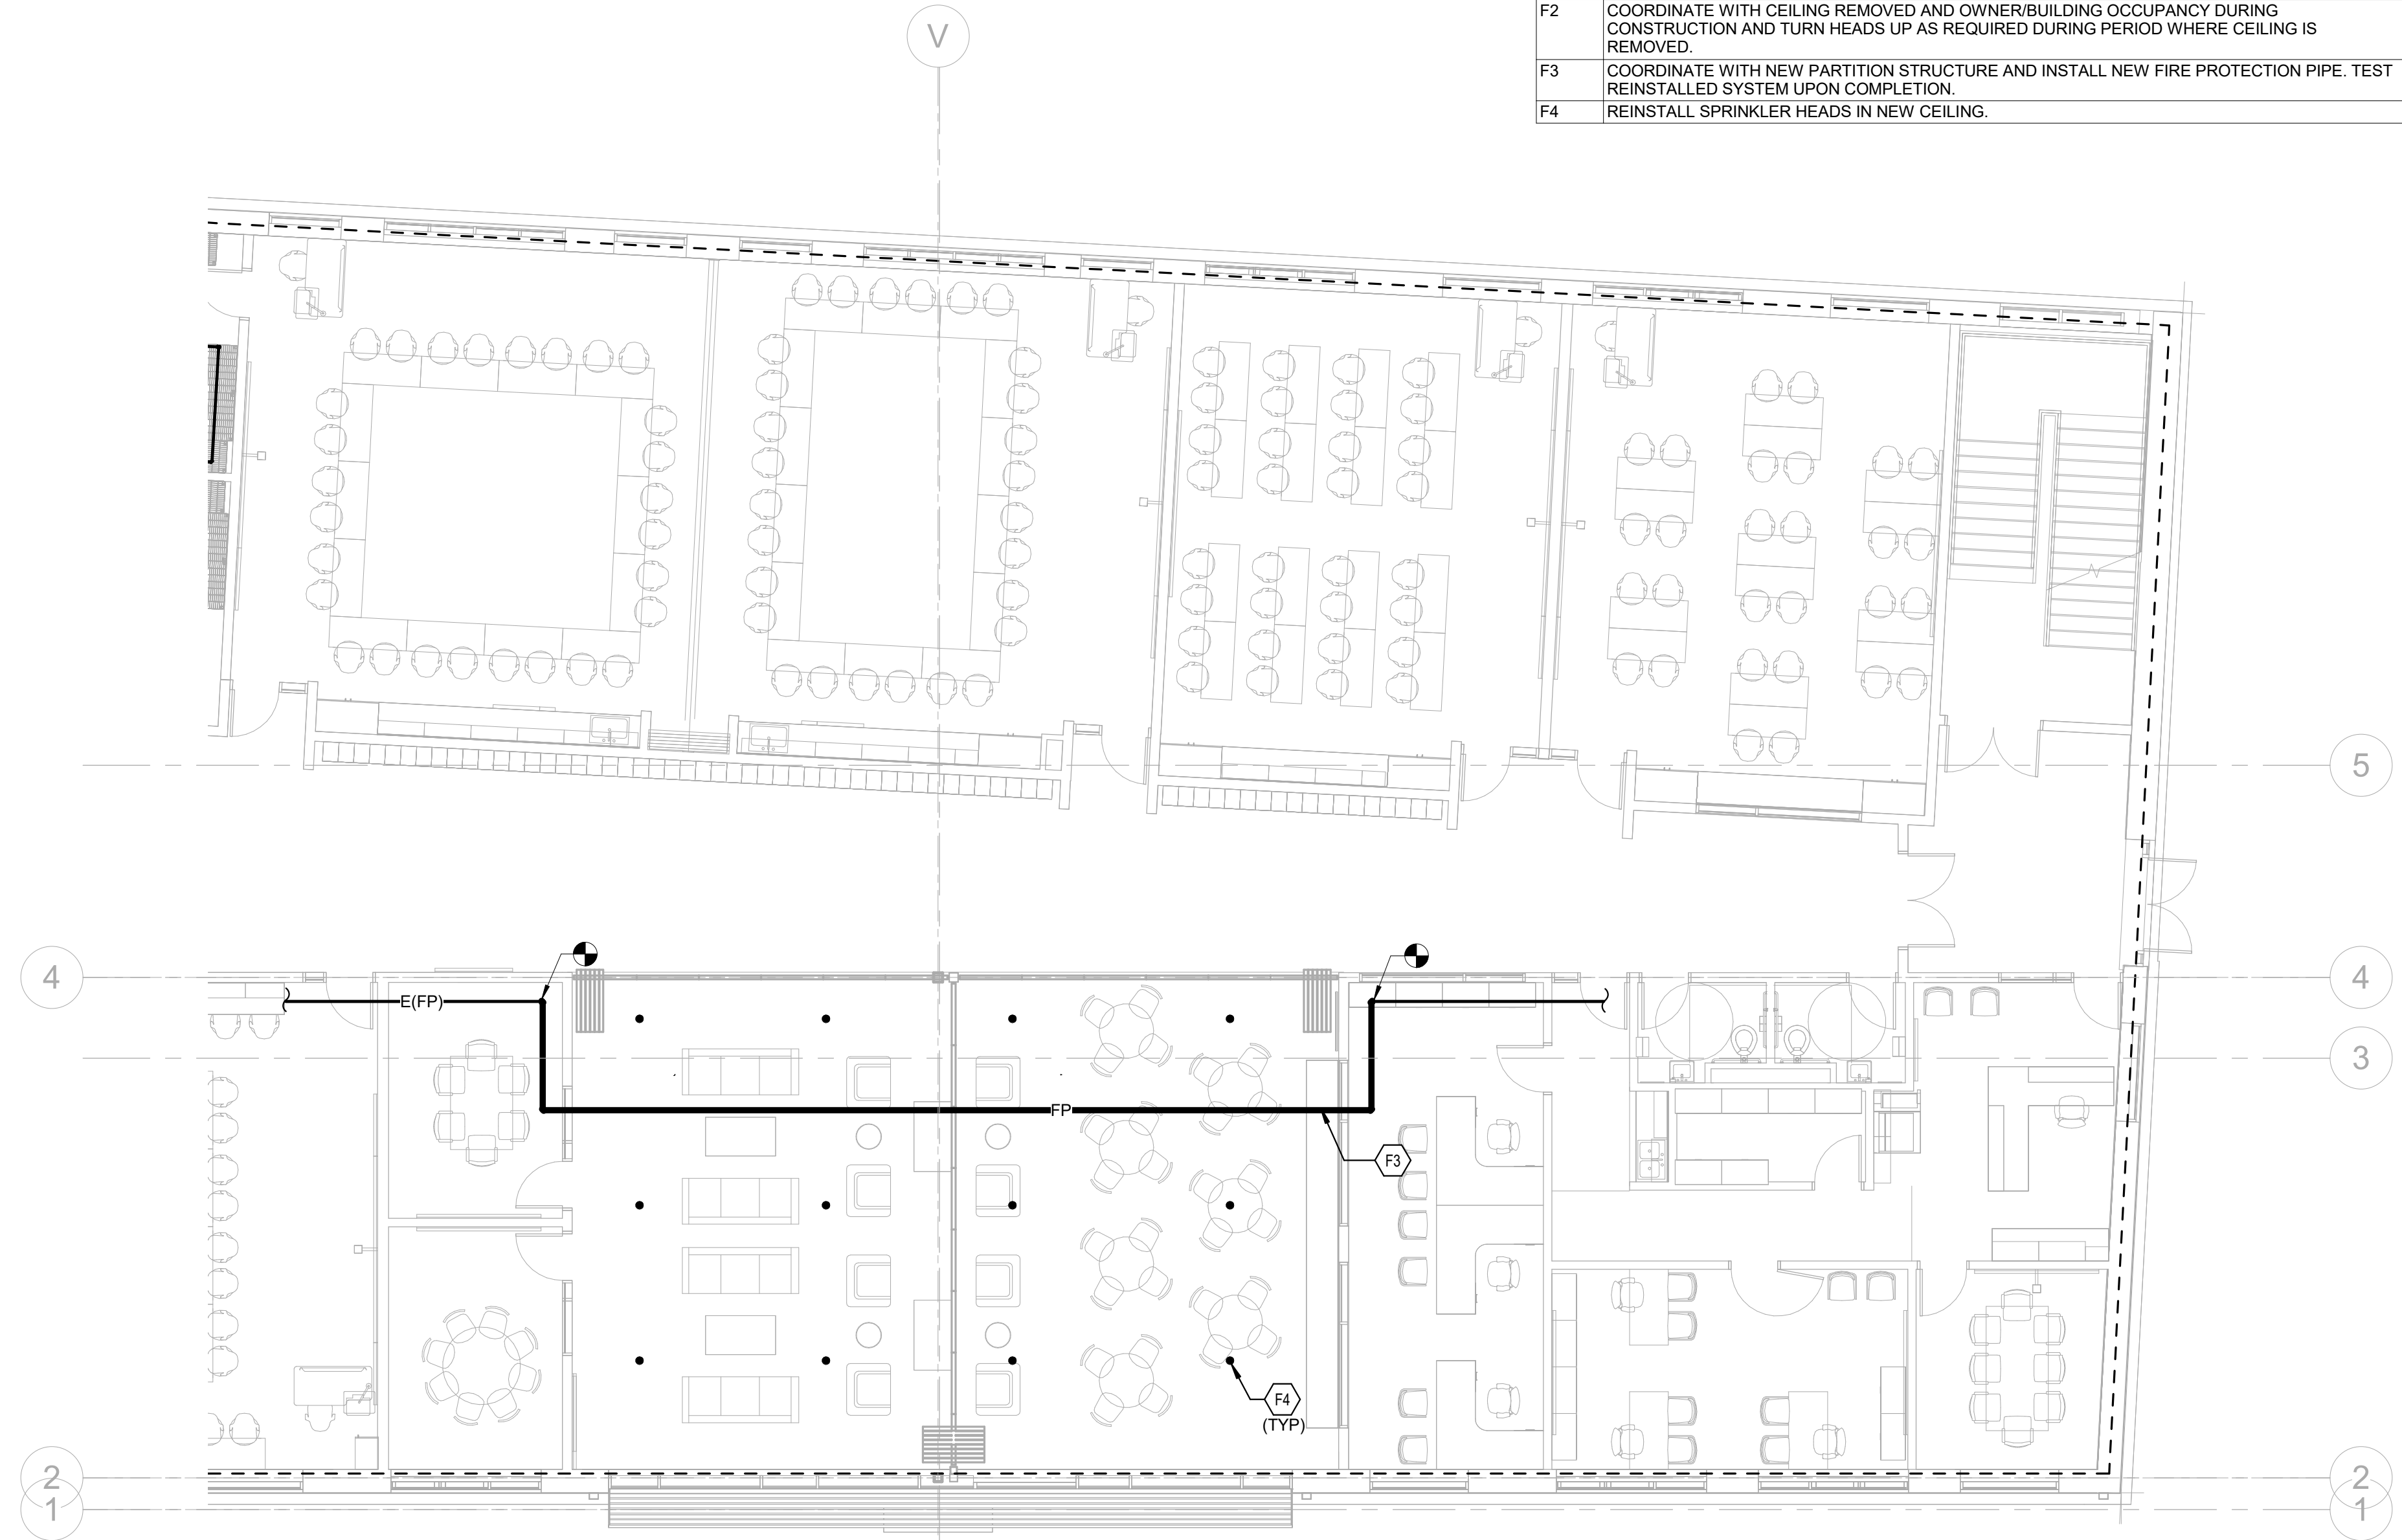 F2 COORDINATE WITH CEILING REMOVED AND OWNER/BUILDING OCCUPANCY DURING
CONSTRUCTION AND TURN HEADS UP AS REQUIRED DURING PERIOD WHERE CEILING IS
REMOVED.
F3 COORDINATE WITH NEW PARTITION STRUCTURE AND INSTALL NEW FIRE PROTECTION PIPE. TEST
REINSTALLED SYSTEM UPON COMPLETION.
F4 REINSTALL SPRINKLER HEADS IN NEW CEILING.
V
5
4
4
E(FP)
3
FP
F3
F4
(TYP)
2
2
1
1